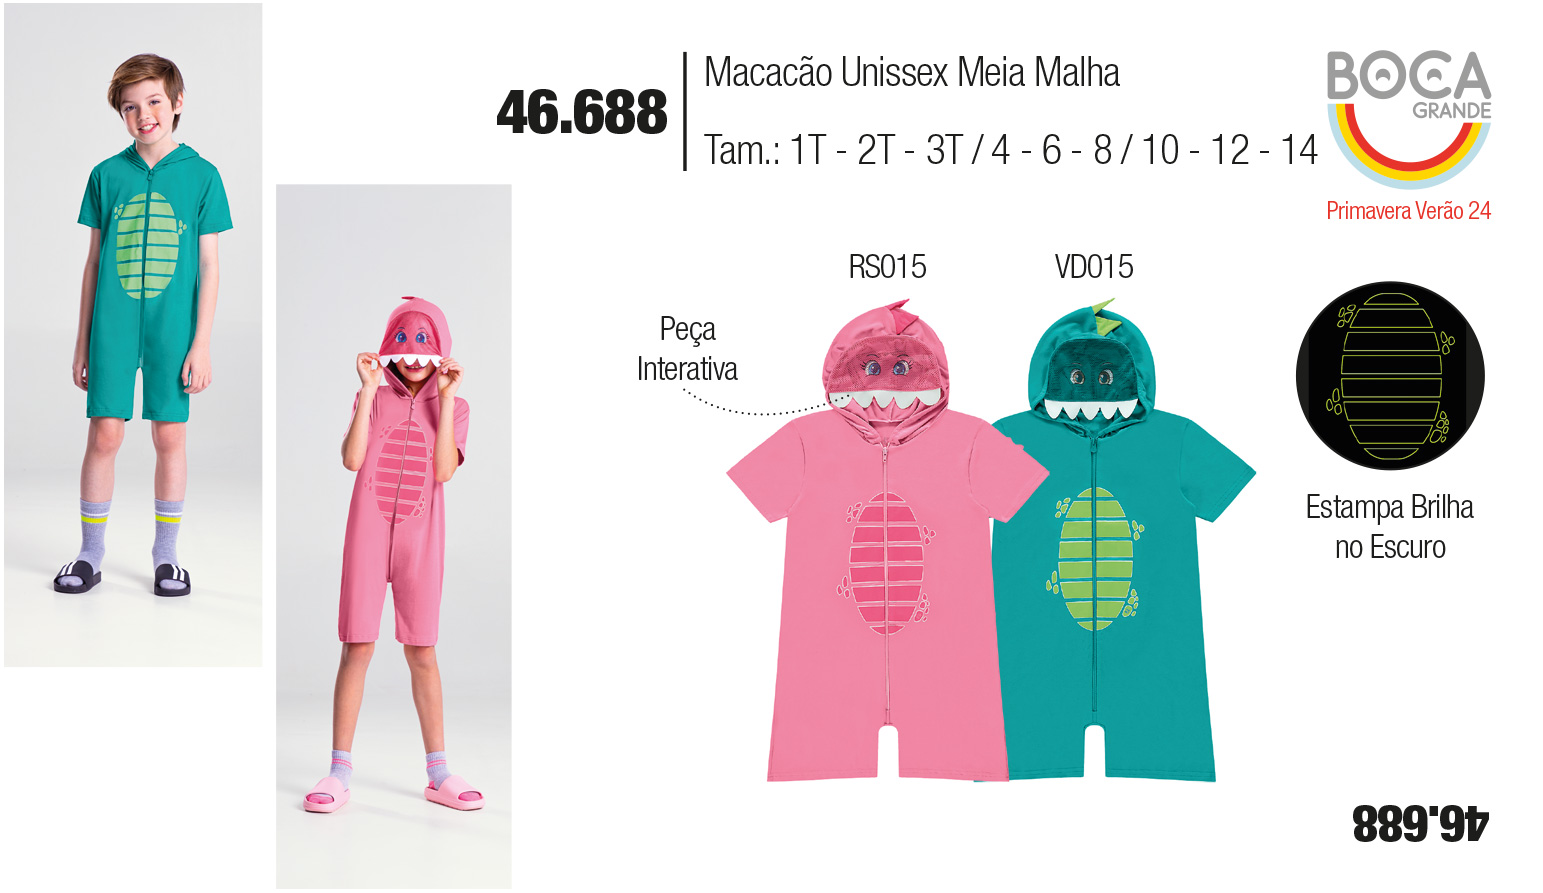 46.688
Macacão Unissex Meia Malha
Tam.: 1T - 2T - 3T / 4 - 6 - 8 / 10 - 12 - 14
BOCA
GRANDE
Primavera Verão 24
RS015
VD015
Peça
Interativa
Estampa Brilha
no Escuro
46.688